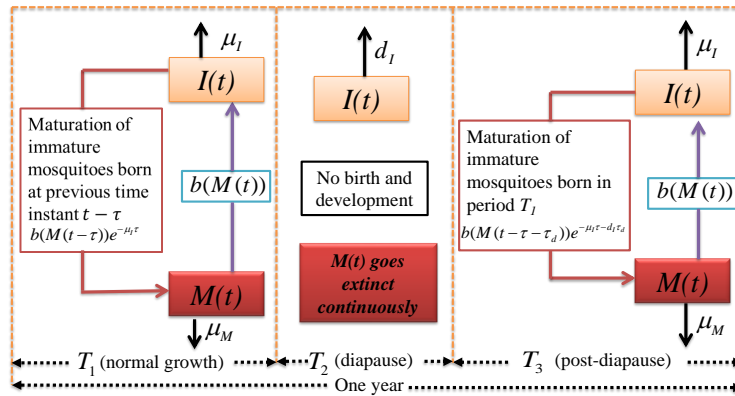 μ_I
I(t)
Maturation of
immature
mosquitoes born
at previous time
instant t − τ
b(M(t−τ))e^{−μ_I τ}
b(M(t))
M(t)
μ_M
d_I
I(t)
No birth and
development
M(t) goes
extinct
continuously
μ_I
I(t)
Maturation of
immature
mosquitoes born in
period T_1
b(M(t−τ−τ_d))e^{−μ_I τ−d_I τ_d}
b(M(t))
M(t)
μ_M
T_1 (normal growth)
T_2 (diapause)
T_3 (post-diapause)
One year